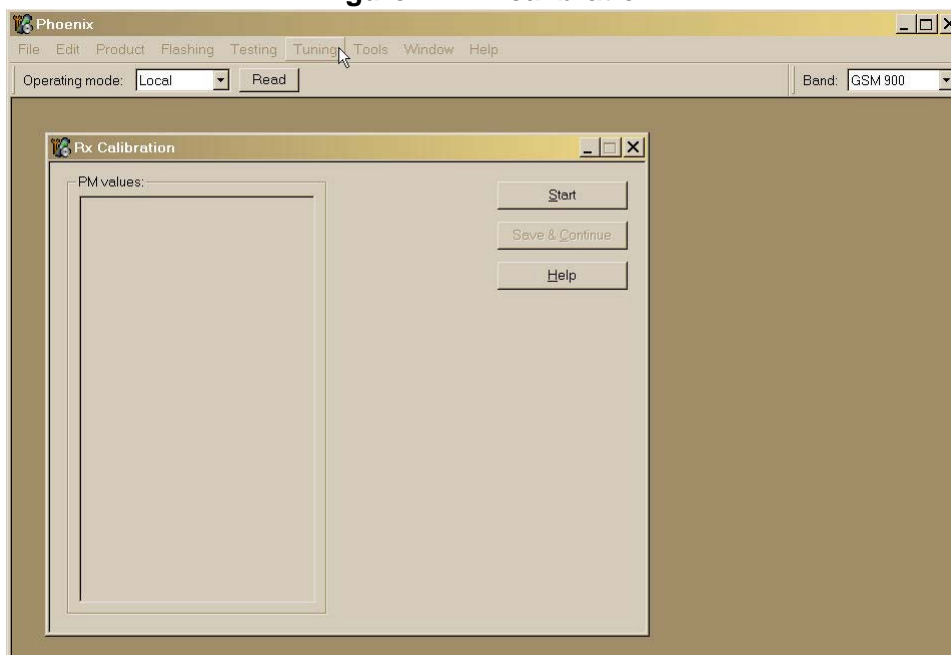 Phoenix
File Edit Product Flashing Testing Tuning Tools Window Help
Operating mode: Local Read Band: GSM 900
Rx Calibration
PM values:
Start
Save & Continue
Help